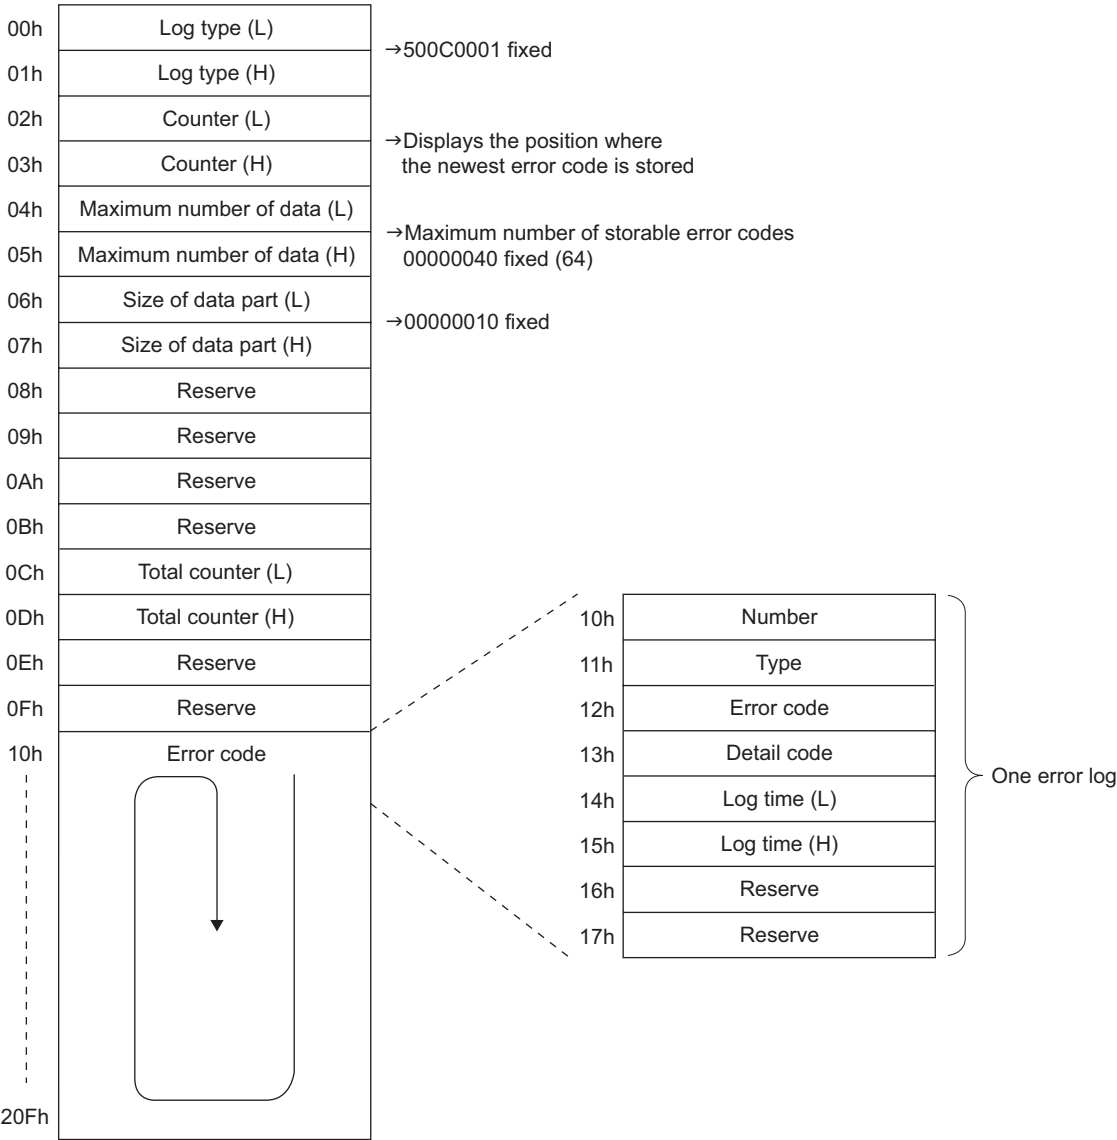 00h Log type (L)
→500C0001 fixed
01h Log type (H)
02h Counter (L)
→Displays the position where
the newest error code is stored
03h Counter (H)
04h Maximum number of data (L)
→Maximum number of storable error codes
00000040 fixed (64)
05h Maximum number of data (H)
06h Size of data part (L)
→00000010 fixed
07h Size of data part (H)
08h Reserve
09h Reserve
0Ah Reserve
0Bh Reserve
0Ch Total counter (L)
0Dh Total counter (H)
0Eh Reserve
0Fh Reserve
10h Error code
20Fh
10h Number
11h Type
12h Error code
13h Detail code
14h Log time (L)
15h Log time (H)
16h Reserve
17h Reserve
One error log